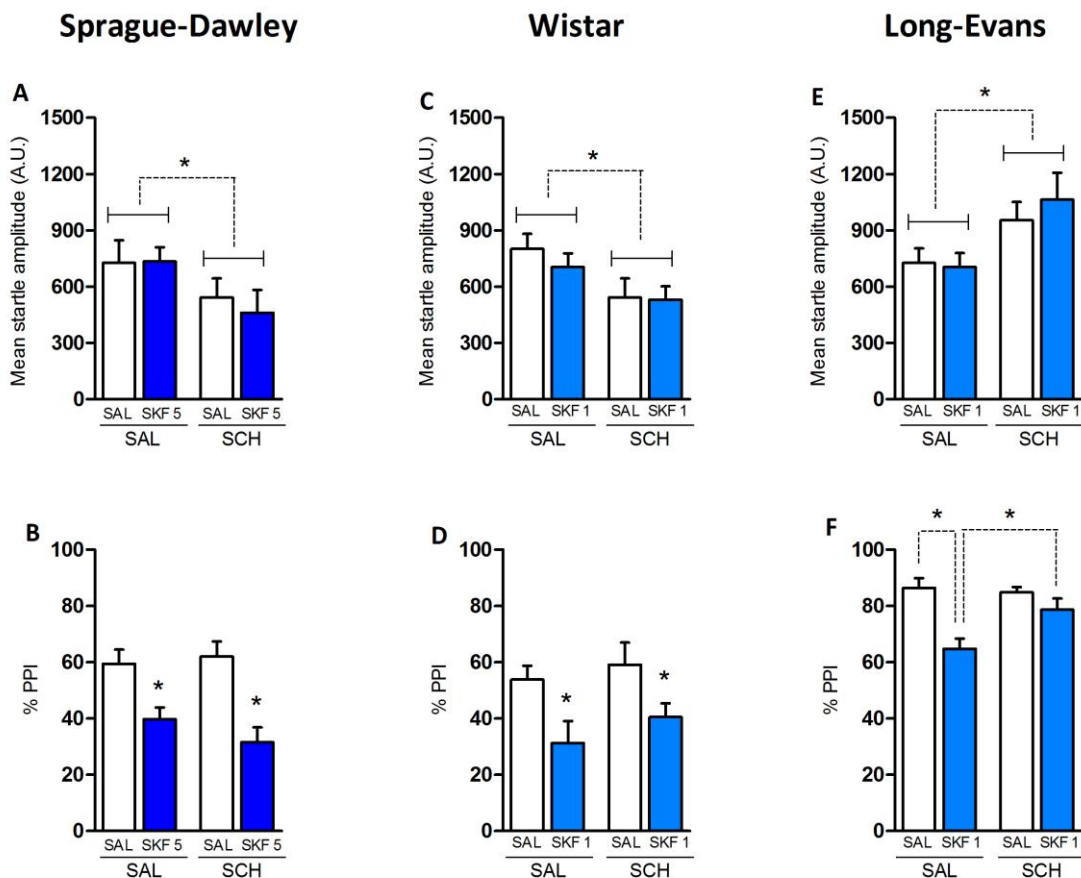 Sprague-Dawley Wistar Long-Evans
A
Mean startle amplitude (A.U.)
1500
1200
900
600
300
0
*
SAL SKF 5 SAL SKF 5
SAL SCH
C
Mean startle amplitude (A.U.)
1500
1200
900
600
300
0
*
SAL SKF 1 SAL SKF 1
SAL SCH
E
Mean startle amplitude (A.U.)
1500
1200
900
600
300
0
*
SAL SKF 1 SAL SKF 1
SAL SCH
B
% PPI
100
80
60
40
20
0
* *
SAL SKF 5 SAL SKF 5
SAL SCH
D
% PPI
100
80
60
40
20
0
* *
SAL SKF 1 SAL SKF 1
SAL SCH
F
% PPI
100
80
60
40
20
0
* *
SAL SKF 1 SAL SKF 1
SAL SCH